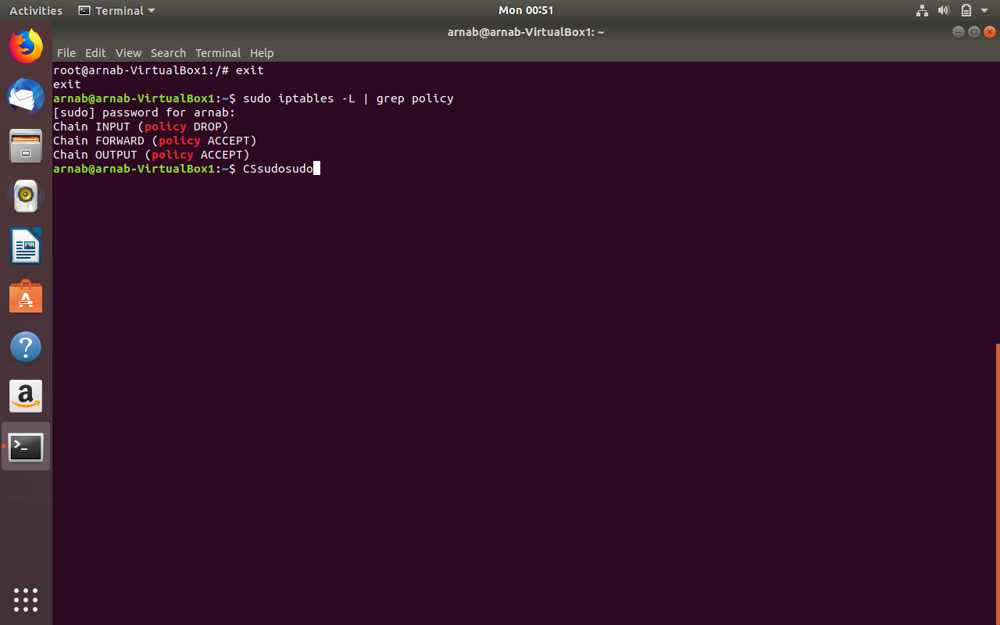 Activities Terminal Mon 00:51
arnab@arnab-VirtualBox1: ~
File Edit View Search Terminal Help
root@arnab-VirtualBox1:/# exit
exit
arnab@arnab-VirtualBox1:~$ sudo iptables -L | grep policy
[sudo] password for arnab:
Chain INPUT (policy DROP)
Chain FORWARD (policy ACCEPT)
Chain OUTPUT (policy ACCEPT)
arnab@arnab-VirtualBox1:~$ CSsudosudo